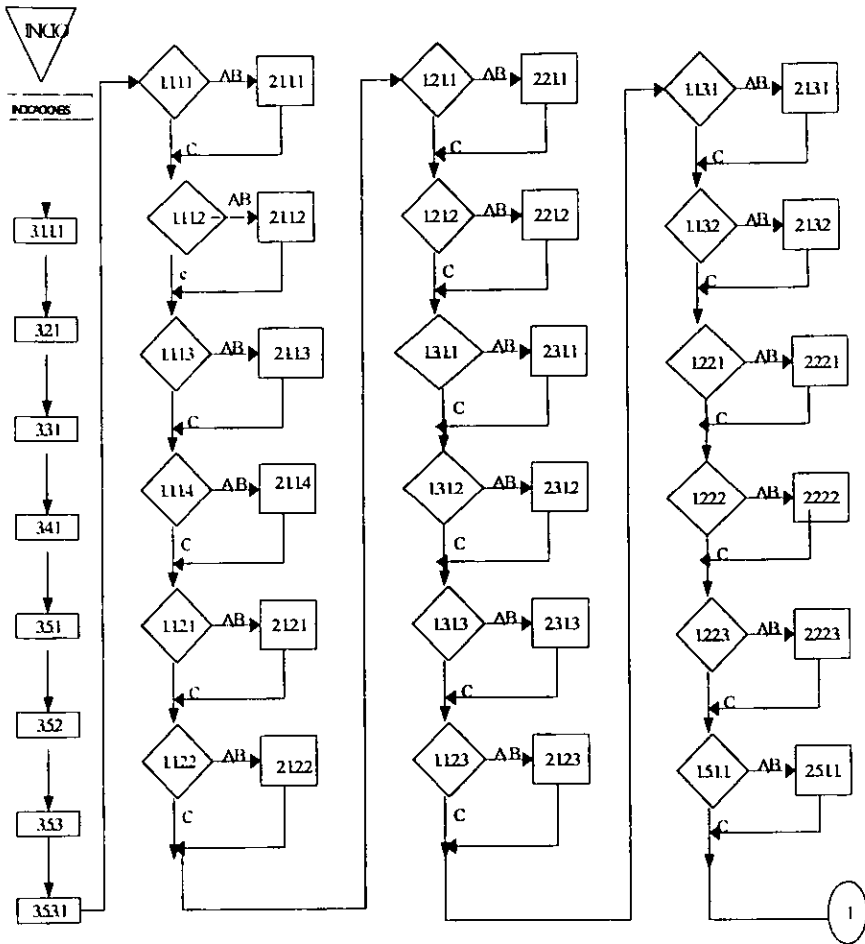 INICIO
INDICACIONES
3.1.1.1
3.2.1
3.3.1
3.4.1
3.5.1
3.5.2
3.5.3
3.5.3.1
1.1.1.1
AB
2.1.1.1
C
1.1.1.2
AB
2.1.1.2
c
1.1.1.3
AB
2.1.1.3
C
1.1.1.4
AB
2.1.1.4
C
1.1.2.1
AB
2.1.2.1
C
1.1.2.2
AB
2.1.2.2
C
1.2.1.1
AB
2.2.1.1
C
1.2.1.2
AB
2.2.1.2
C
1.3.1.1
AB
2.3.1.1
C
1.3.1.2
AB
2.3.1.2
C
1.3.1.3
AB
2.3.1.3
C
1.1.2.3
AB
2.1.2.3
C
1.1.3.1
AB
2.1.3.1
C
1.1.3.2
AB
2.1.3.2
C
1.2.2.1
AB
2.2.2.1
C
1.2.2.2
AB
2.2.2.2
C
1.2.2.3
AB
2.2.2.3
C
1.5.1.1
AB
2.5.1.1
C
1